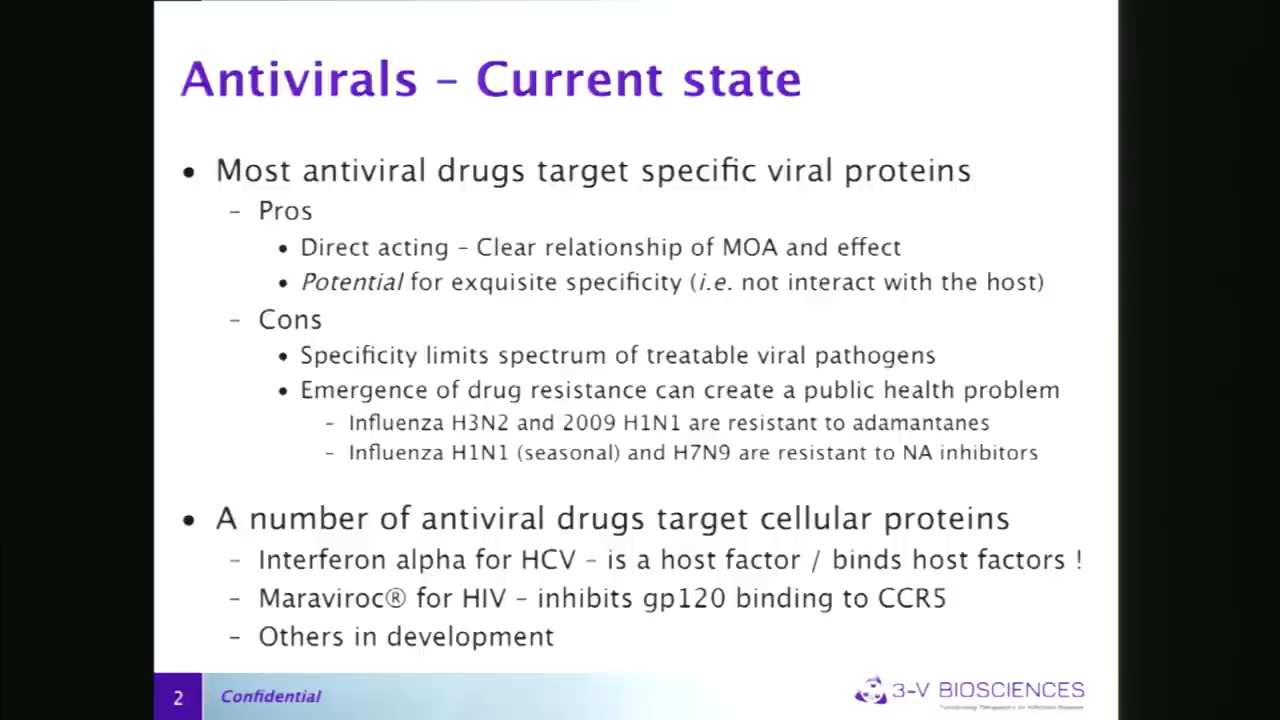 Antivirals – Current state
• Most antiviral drugs target specific viral proteins
– Pros
• Direct acting – Clear relationship of MOA and effect
• Potential for exquisite specificity (i.e. not interact with the host)
– Cons
• Specificity limits spectrum of treatable viral pathogens
• Emergence of drug resistance can create a public health problem
– Influenza H3N2 and 2009 H1N1 are resistant to adamantanes
– Influenza H1N1 (seasonal) and H7N9 are resistant to NA inhibitors
• A number of antiviral drugs target cellular proteins
– Interferon alpha for HCV – is a host factor / binds host factors !
– Maraviroc® for HIV – inhibits gp120 binding to CCR5
– Others in development
2 Confidential
3-V BIOSCIENCES